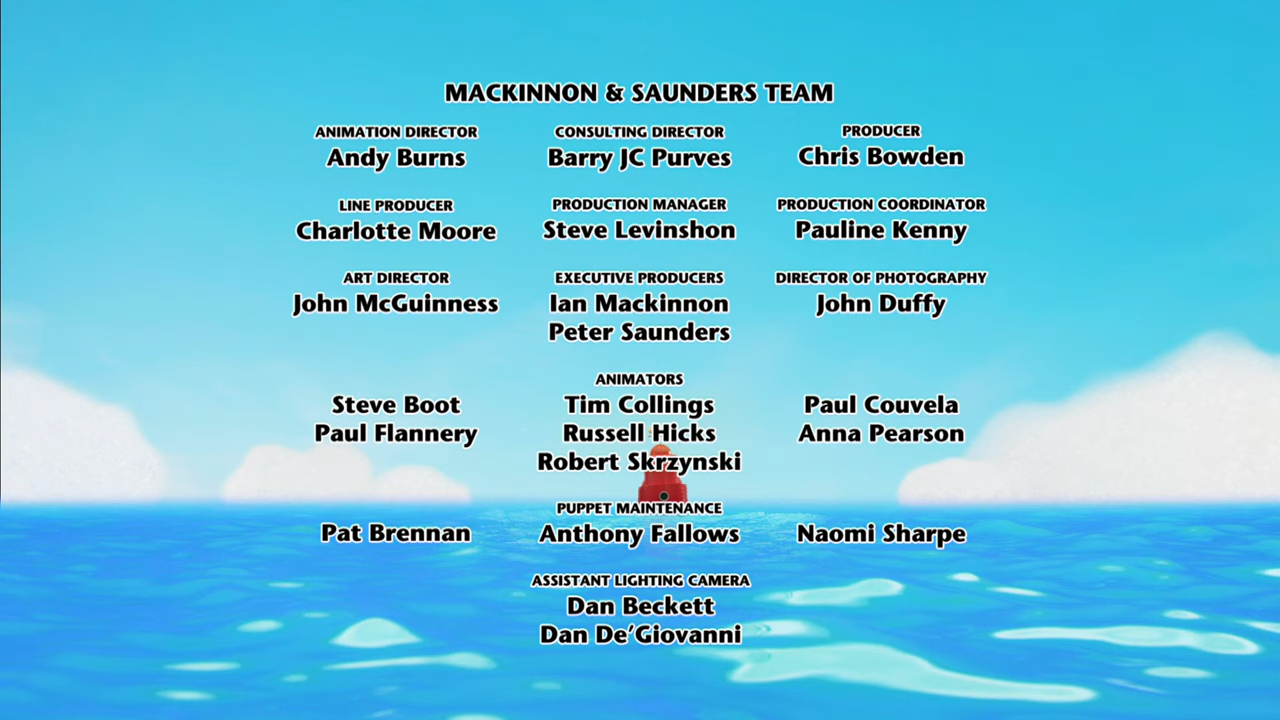 MACKINNON & SAUNDERS TEAM
ANIMATION DIRECTOR CONSULTING DIRECTOR PRODUCER
Andy Burns Barry JC Purves Chris Bowden
LINE PRODUCER PRODUCTION MANAGER PRODUCTION COORDINATOR
Charlotte Moore Steve Levinshon Pauline Kenny
ART DIRECTOR EXECUTIVE PRODUCERS DIRECTOR OF PHOTOGRAPHY
John McGuinness Ian Mackinnon John Duffy
Peter Saunders
ANIMATORS
Steve Boot Tim Collings Paul Couvela
Paul Flannery Russell Hicks Anna Pearson
Robert Skrzynski
PUPPET MAINTENANCE
Pat Brennan Anthony Fallows Naomi Sharpe
ASSISTANT LIGHTING CAMERA
Dan Beckett
Dan De’Giovanni